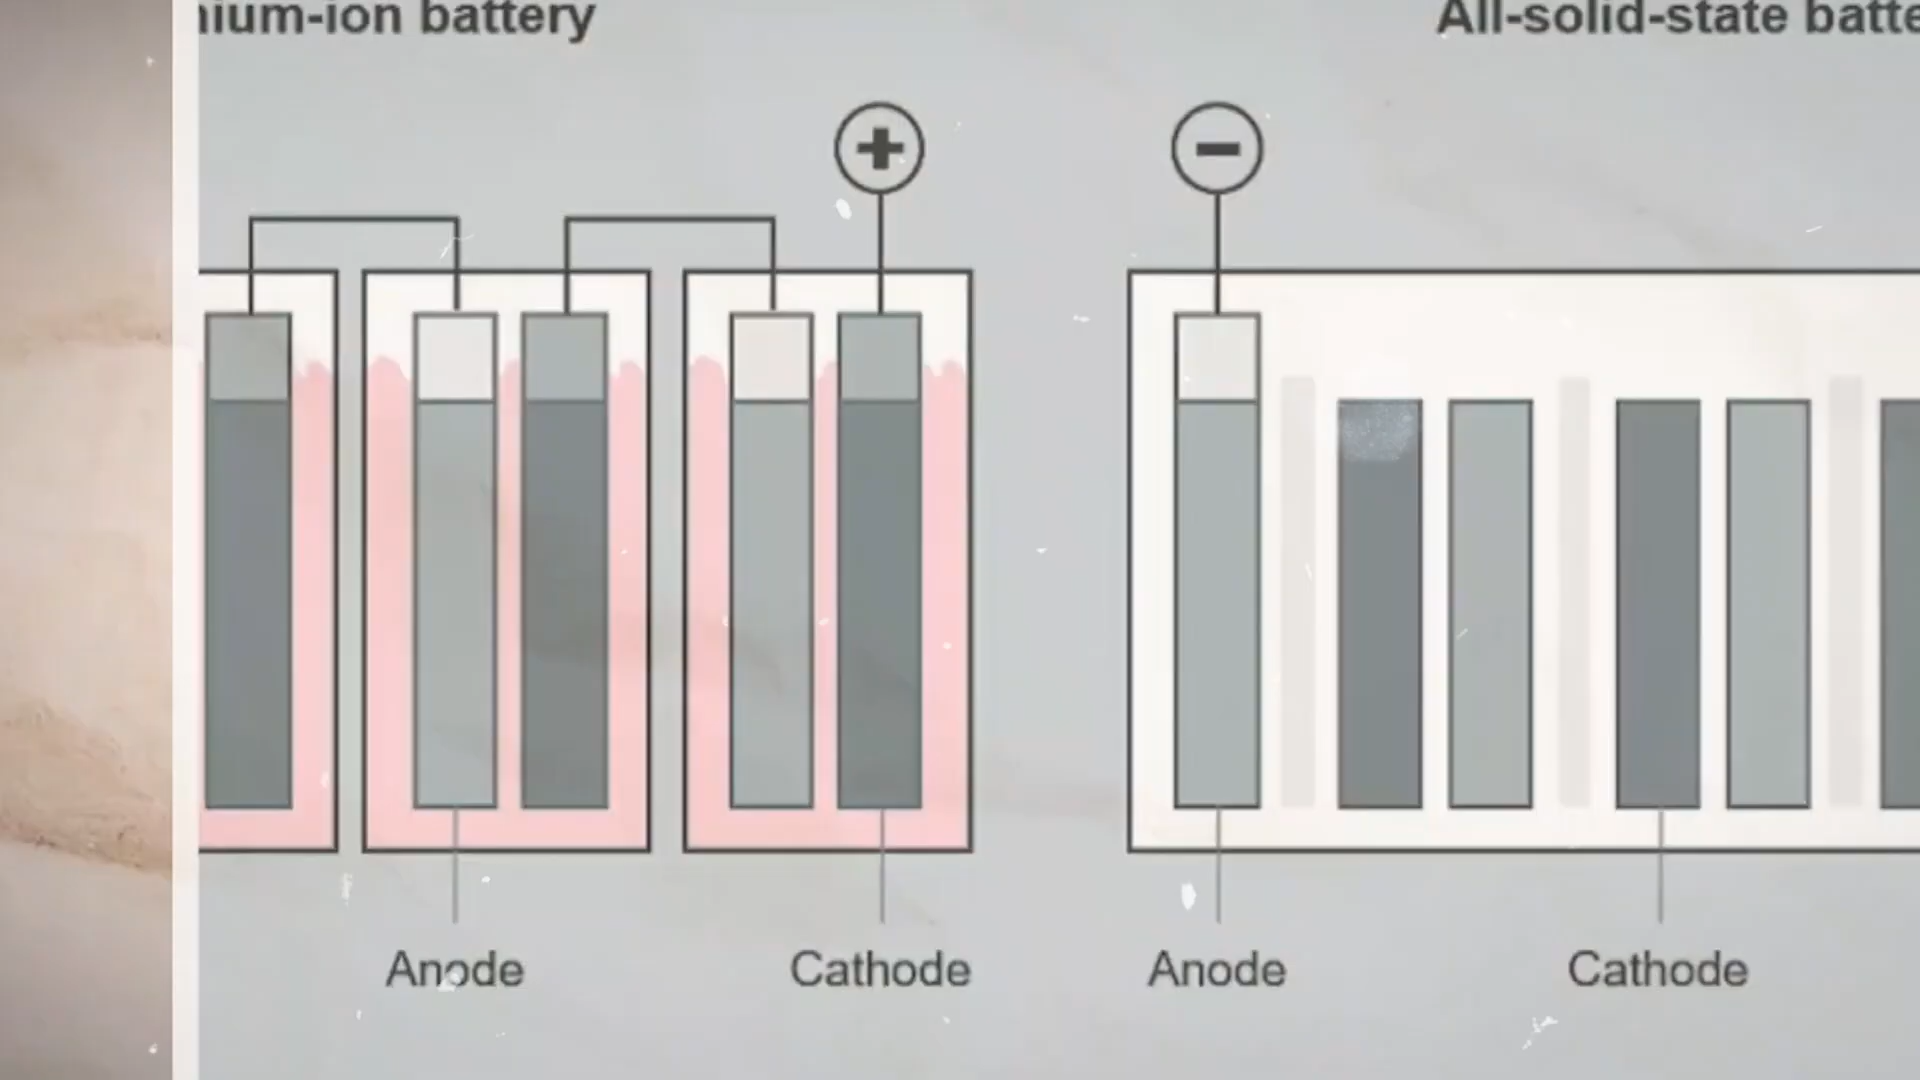 ium-ion battery
All-solid-state batte
Anode
Cathode
Anode
Cathode